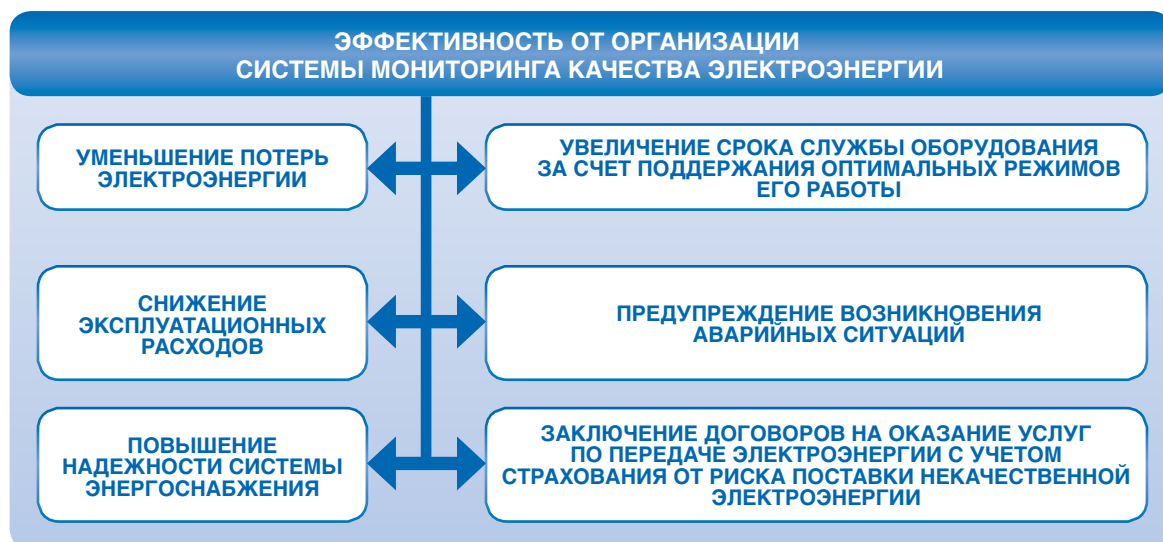 ЭФФЕКТИВНОСТЬ ОТ ОРГАНИЗАЦИИ
СИСТЕМЫ МОНИТОРИНГА КАЧЕСТВА ЭЛЕКТРОЭНЕРГИИ
УМЕНЬШЕНИЕ ПОТЕРЬ
ЭЛЕКТРОЭНЕРГИИ
УВЕЛИЧЕНИЕ СРОКА СЛУЖБЫ ОБОРУДОВАНИЯ
ЗА СЧЕТ ПОДДЕРЖАНИЯ ОПТИМАЛЬНЫХ РЕЖИМОВ
ЕГО РАБОТЫ
СНИЖЕНИЕ
ЭКСПЛУАТАЦИОННЫХ
РАСХОДОВ
ПРЕДУПРЕЖДЕНИЕ ВОЗНИКНОВЕНИЯ
АВАРИЙНЫХ СИТУАЦИЙ
ПОВЫШЕНИЕ
НАДЕЖНОСТИ СИСТЕМЫ
ЭНЕРГОСНАБЖЕНИЯ
ЗАКЛЮЧЕНИЕ ДОГОВОРОВ НА ОКАЗАНИЕ УСЛУГ
ПО ПЕРЕДАЧЕ ЭЛЕКТРОЭНЕРГИИ С УЧЕТОМ
СТРАХОВАНИЯ ОТ РИСКА ПОСТАВКИ НЕКАЧЕСТВЕННОЙ
ЭЛЕКТРОЭНЕРГИИ